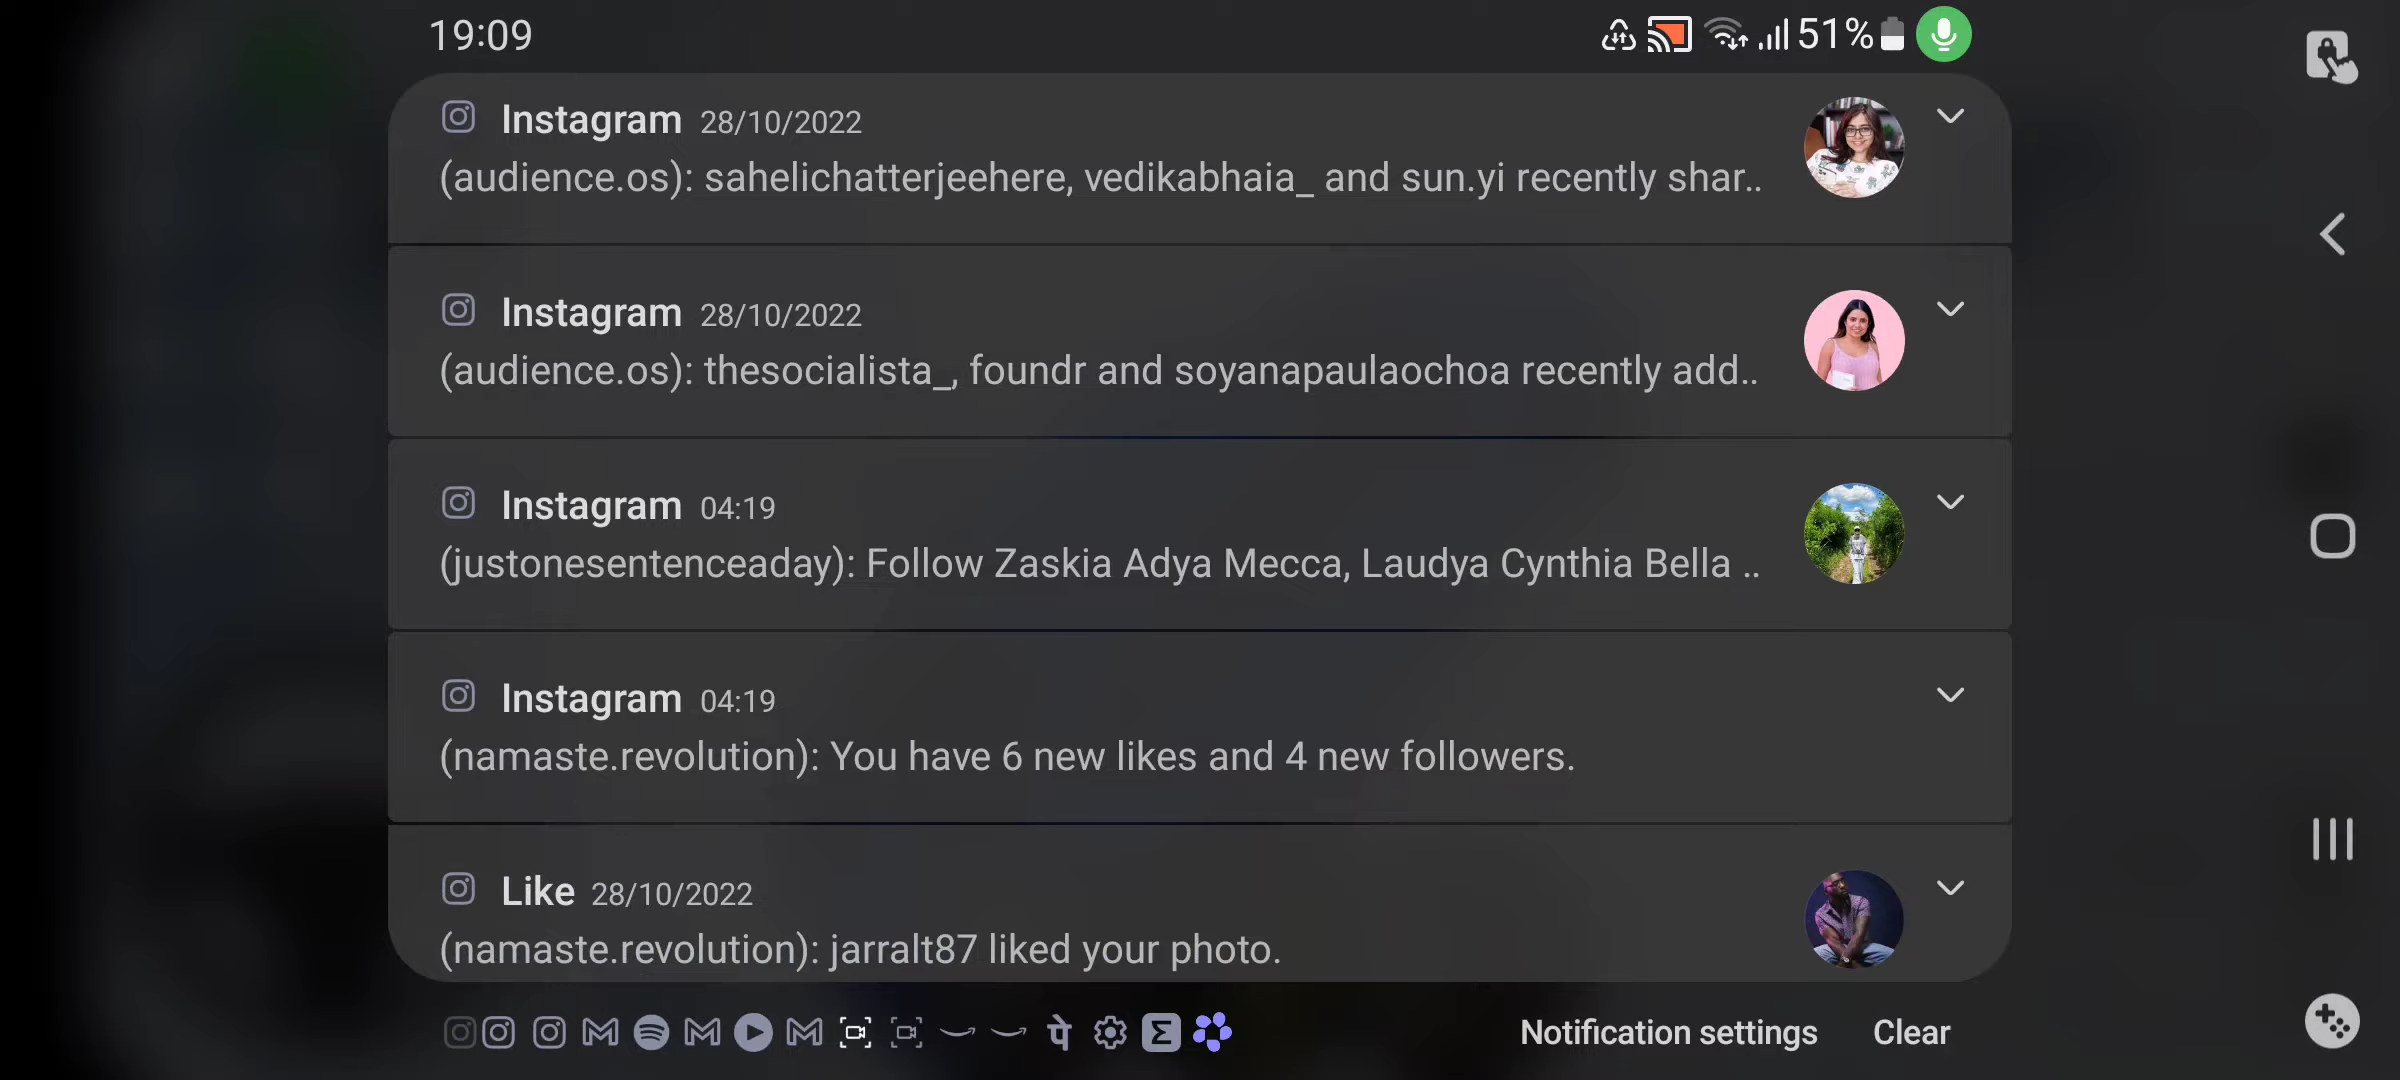 19:09
51%
Instagram 28/10/2022
(audience.os): sahelichatterjeehere, vedikabhaia_ and sun.yi recently shar..
Instagram 28/10/2022
(audience.os): thesocialista_, foundr and soyanapaulaochoa recently add..
Instagram 04:19
(justonesentenceaday): Follow Zaskia Adya Mecca, Laudya Cynthia Bella ..
Instagram 04:19
(namaste.revolution): You have 6 new likes and 4 new followers.
Like 28/10/2022
(namaste.revolution): jarralt87 liked your photo.
Notification settings Clear